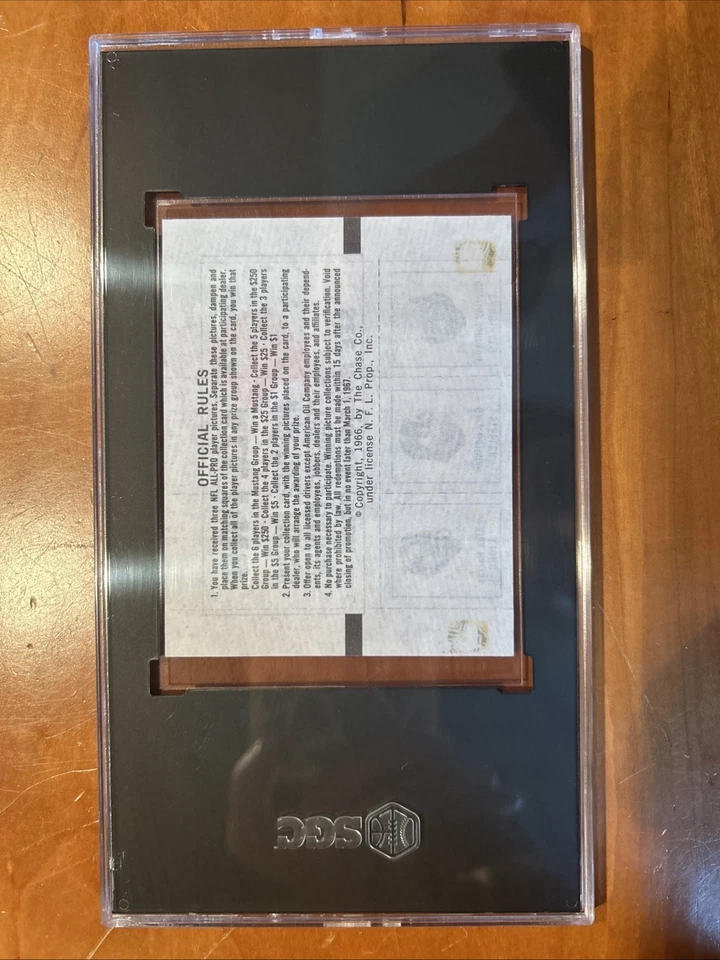 OFFICIAL RULES
1. You have received three NFL ALL-PRO player pictures. Separate these pictures, dampen and
place them on matching squares of the collection card which is available at participating dealer.
When you collect all of the player pictures in any prize group shown on the card, you win that
prize.
Collect the 6 players in the Mustang Group — Win a Mustang · Collect the 5 players in the $250
Group — Win $250 · Collect the 4 players in the $25 Group — Win $25 · Collect the 3 players
in the $5 Group — Win $5 · Collect the 2 players in the $1 Group — Win $1
2. Present your collection card, with the winning pictures placed on the card, to a participating
dealer, who will arrange the awarding of your prize.
3. Offer open to all licensed drivers except American Oil Company employees and their depend-
ents, its agents and employees, jobbers, dealers and their employees, and affiliates.
4. No purchase necessary to participate. Winning picture collections subject to verification. Void
where prohibited by law. All redemptions must be made within 15 days after the announced
closing of promotion, but in no event later than March 1, 1967.
© Copyright, 1966, by The Chase Co.,
under license N. F. L. Prop., Inc.
SGC